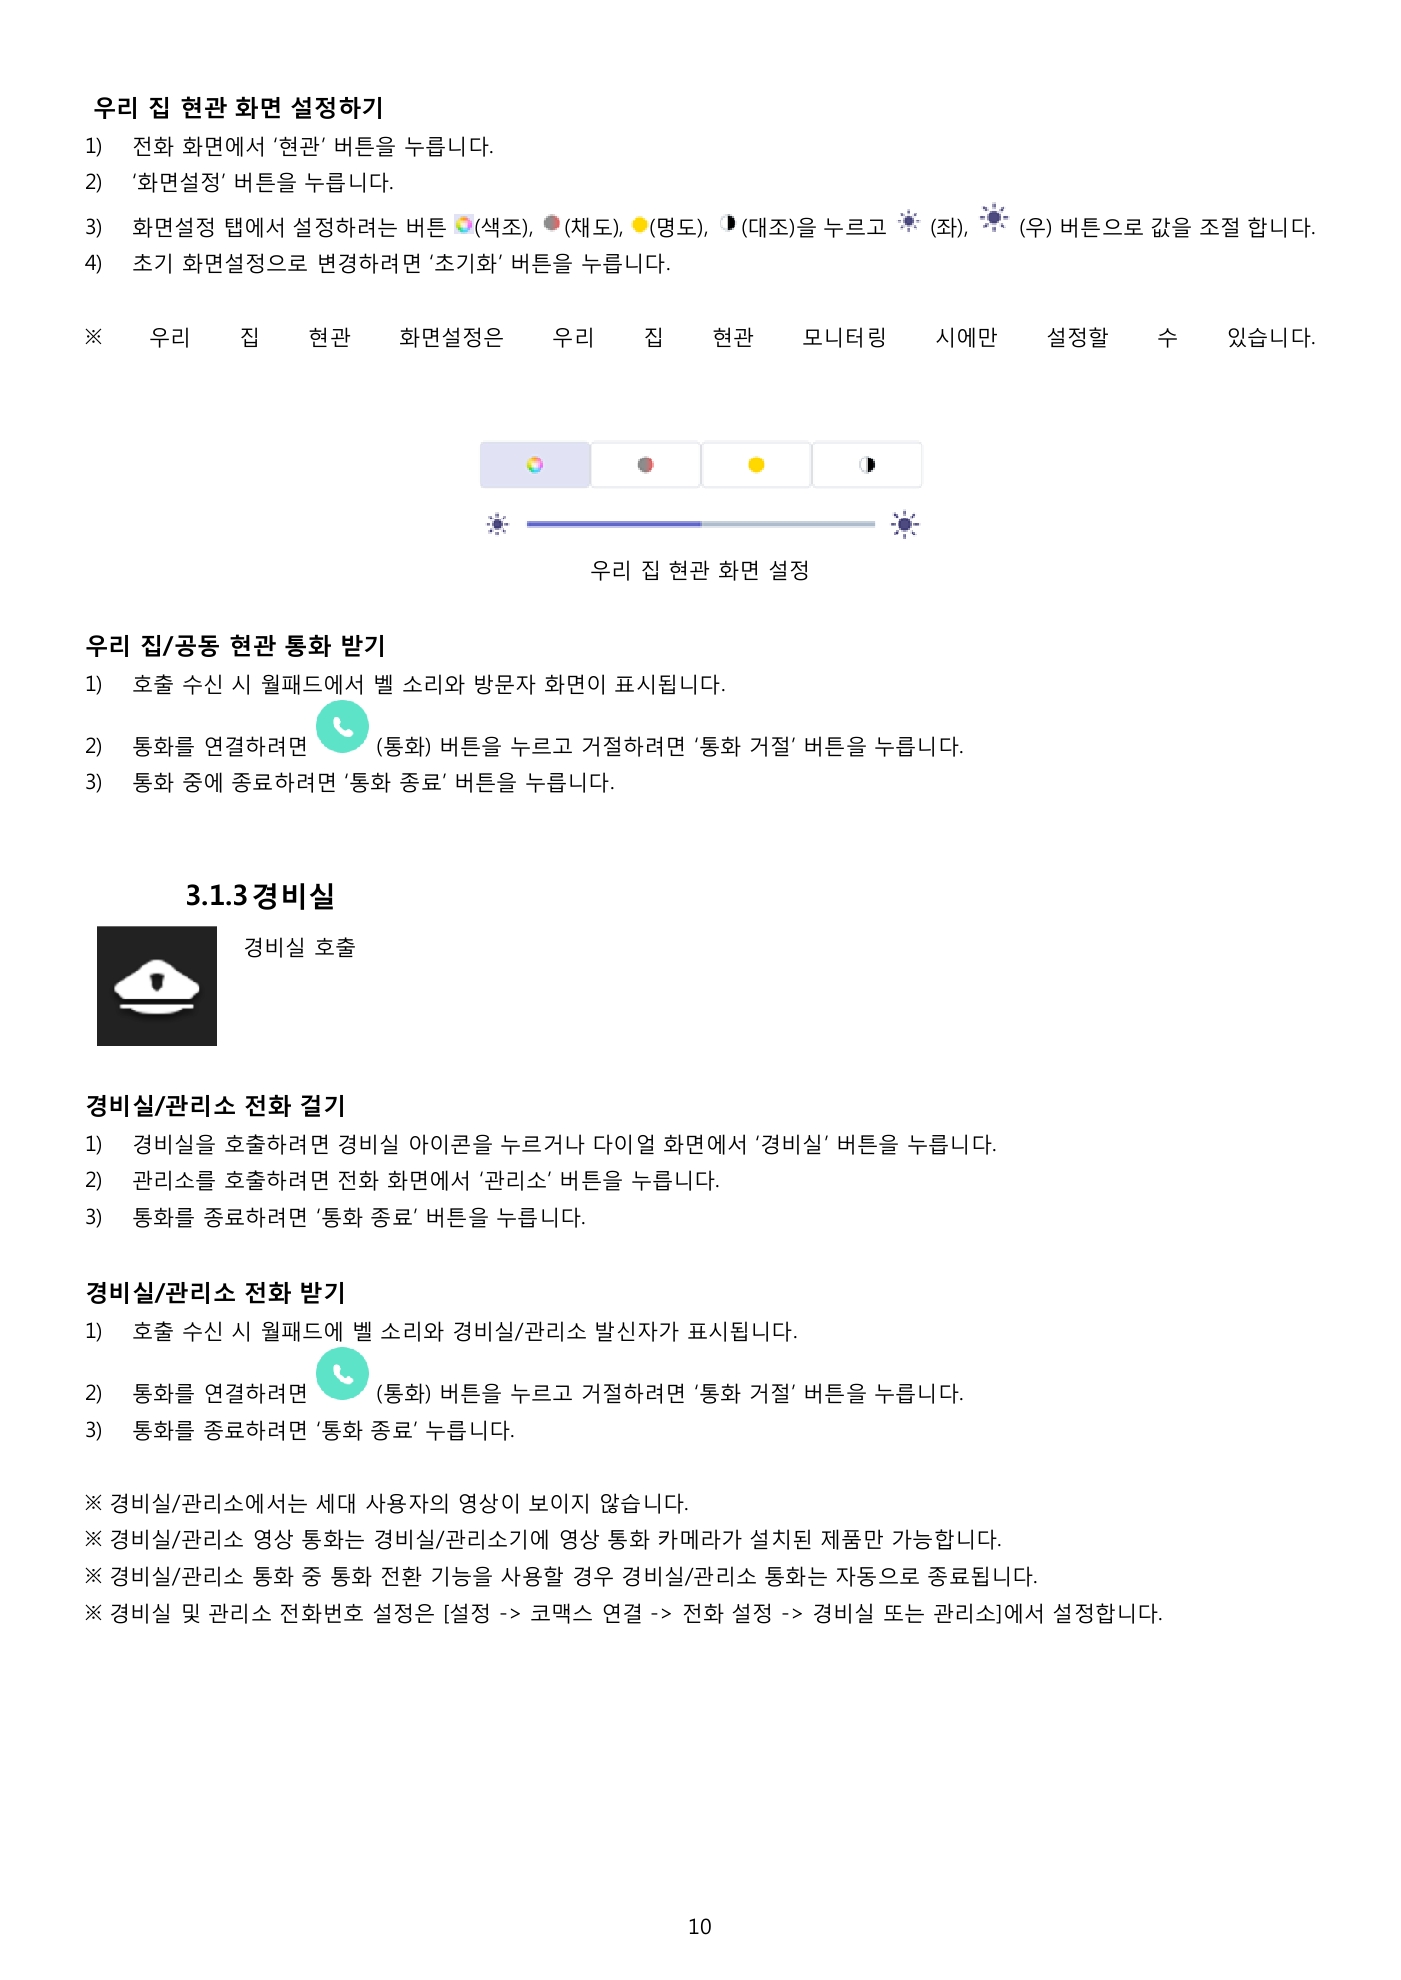 우리 집 현관 화면 설정하기
1) 전화 화면에서 ‘현관’ 버튼을 누릅니다.
2) ‘화면설정’ 버튼을 누릅니다.
3) 화면설정 탭에서 설정하려는 버튼 (색조), (채도), (명도), (대조)을 누르고 (좌), (우) 버튼으로 값을 조절 합니다.
4) 초기 화면설정으로 변경하려면 ‘초기화’ 버튼을 누릅니다.
※ 우리 집 현관 화면설정은 우리 집 현관 모니터링 시에만 설정할 수 있습니다.
우리 집 현관 화면 설정
우리 집/공동 현관 통화 받기
1) 호출 수신 시 월패드에서 벨 소리와 방문자 화면이 표시됩니다.
2) 통화를 연결하려면 (통화) 버튼을 누르고 거절하려면 ‘통화 거절’ 버튼을 누릅니다.
3) 통화 중에 종료하려면 ‘통화 종료’ 버튼을 누릅니다.
3.1.3 경비실
경비실 호출
경비실/관리소 전화 걸기
1) 경비실을 호출하려면 경비실 아이콘을 누르거나 다이얼 화면에서 ‘경비실’ 버튼을 누릅니다.
2) 관리소를 호출하려면 전화 화면에서 ‘관리소’ 버튼을 누릅니다.
3) 통화를 종료하려면 ‘통화 종료’ 버튼을 누릅니다.
경비실/관리소 전화 받기
1) 호출 수신 시 월패드에 벨 소리와 경비실/관리소 발신자가 표시됩니다.
2) 통화를 연결하려면 (통화) 버튼을 누르고 거절하려면 ‘통화 거절’ 버튼을 누릅니다.
3) 통화를 종료하려면 ‘통화 종료’ 누릅니다.
※ 경비실/관리소에서는 세대 사용자의 영상이 보이지 않습니다.
※ 경비실/관리소 영상 통화는 경비실/관리소기에 영상 통화 카메라가 설치된 제품만 가능합니다.
※ 경비실/관리소 통화 중 통화 전환 기능을 사용할 경우 경비실/관리소 통화는 자동으로 종료됩니다.
※ 경비실 및 관리소 전화번호 설정은 [설정 -> 코맥스 연결 -> 전화 설정 -> 경비실 또는 관리소]에서 설정합니다.
10